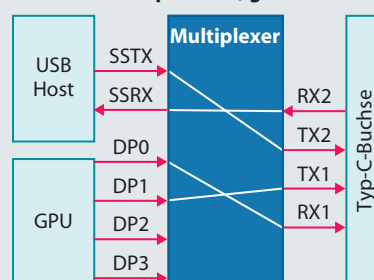 Multiplexer
USB
Host
SSTX
SSRX
RX2
TX2
TX1
RX1
Typ-C-Buchse
GPU
DP0
DP1
DP2
DP3